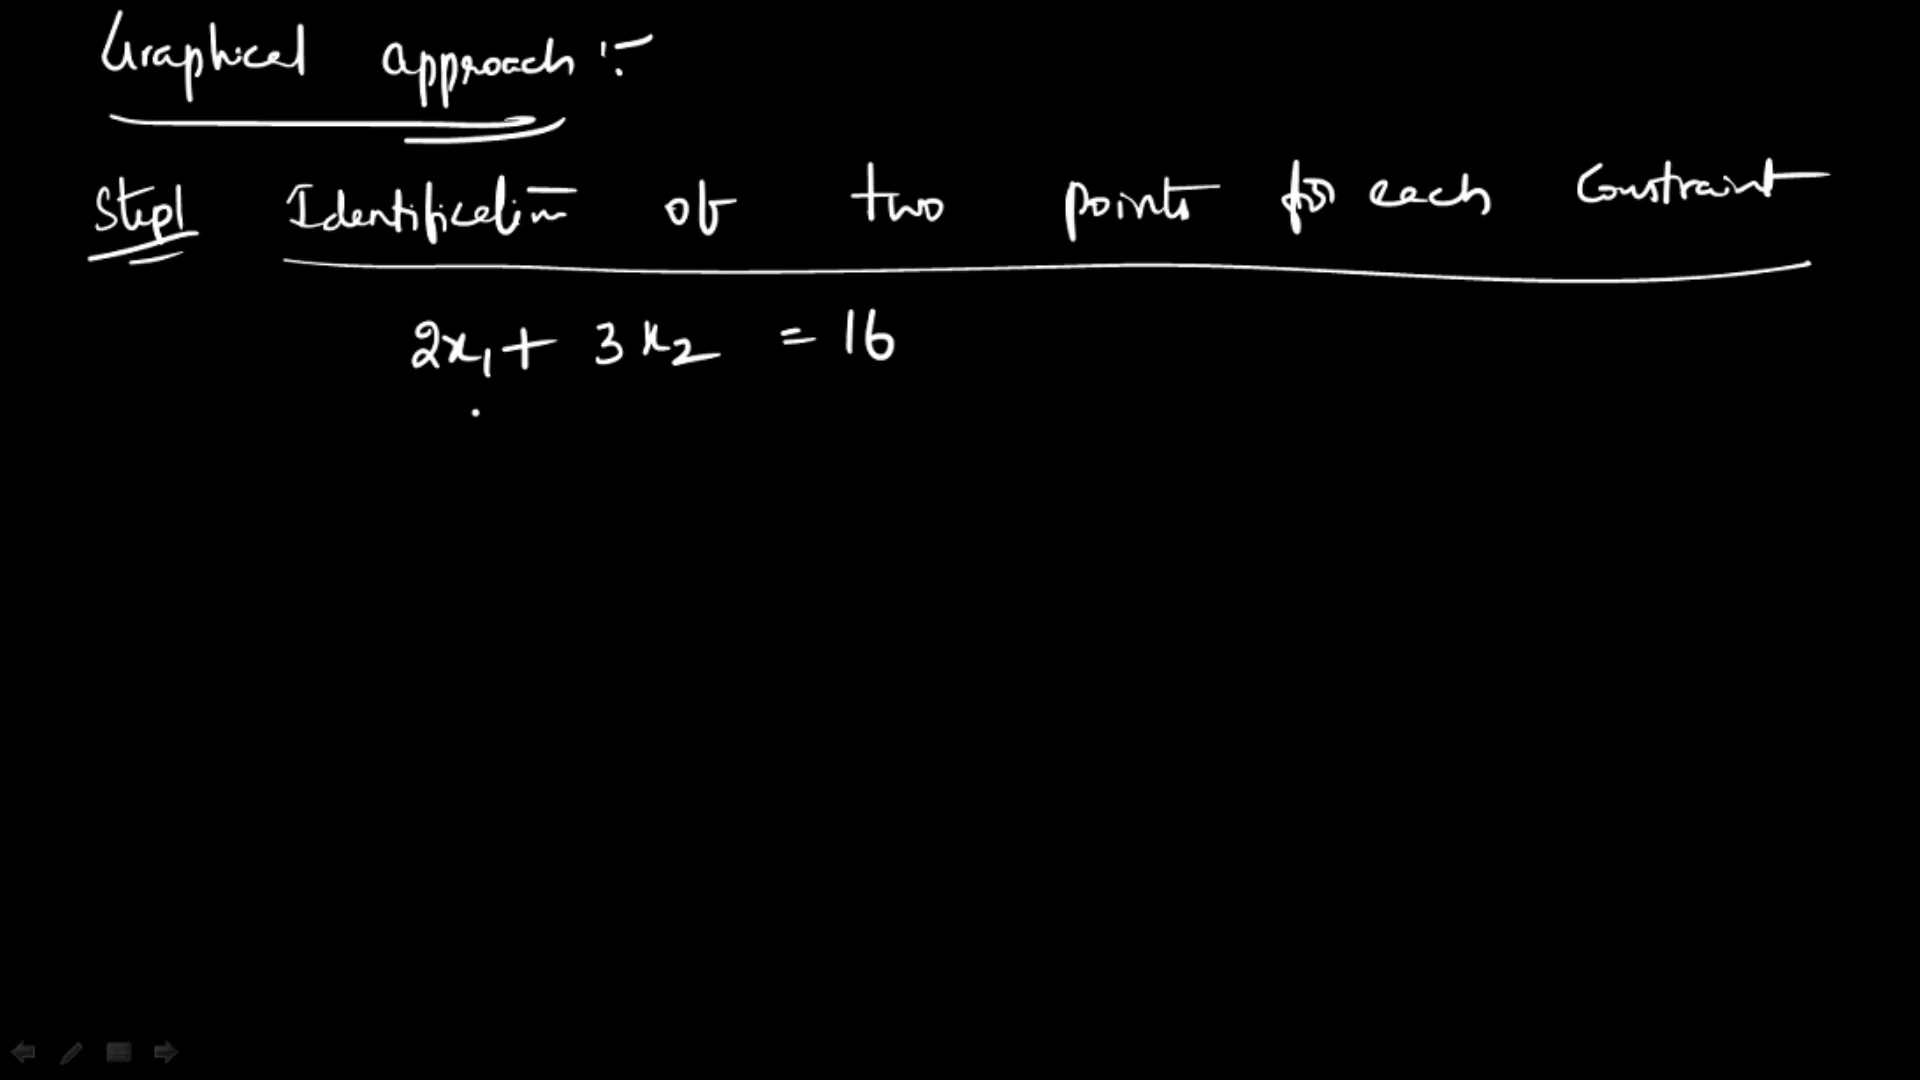 Graphical approach :-
Step1 Identification of two points for each Constraint
2x₁ + 3x₂ = 16